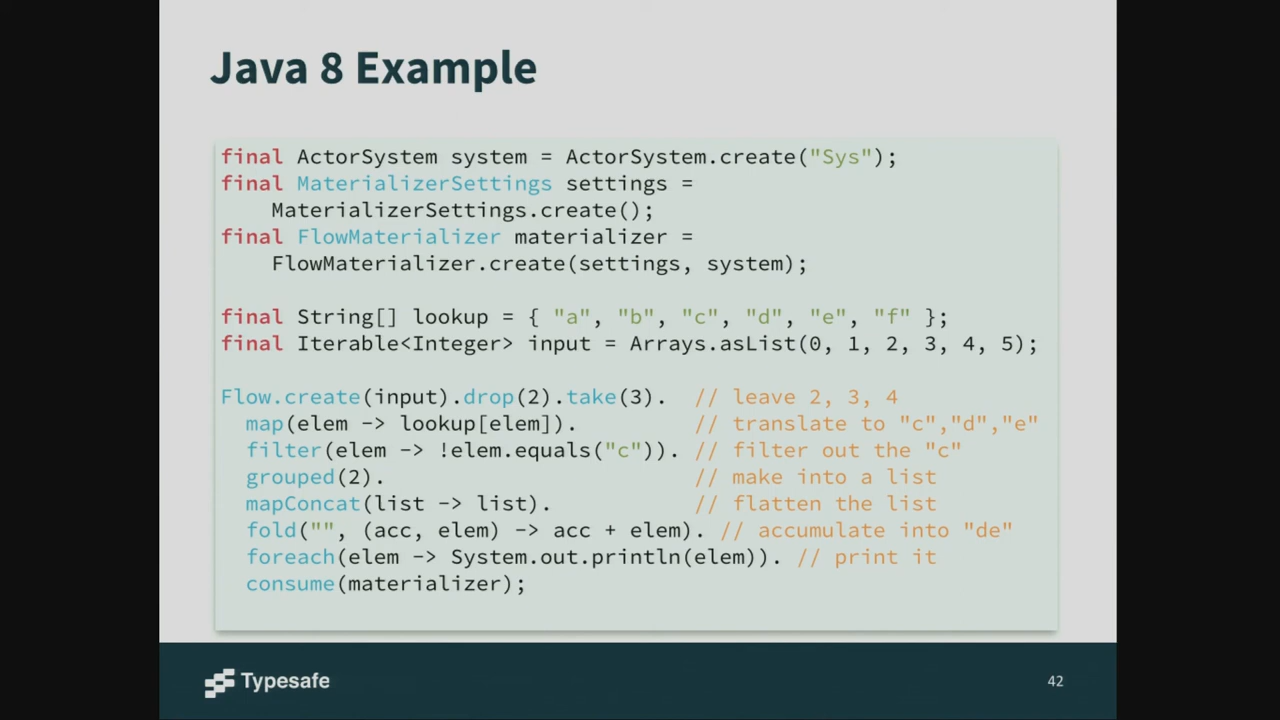 Java 8 Example
final ActorSystem system = ActorSystem.create("Sys");
final MaterializerSettings settings =
    MaterializerSettings.create();
final FlowMaterializer materializer =
    FlowMaterializer.create(settings, system);
final String[] lookup = { "a", "b", "c", "d", "e", "f" };
final Iterable<Integer> input = Arrays.asList(0, 1, 2, 3, 4, 5);
Flow.create(input).drop(2).take(3).  // leave 2, 3, 4
  map(elem -> lookup[elem]).         // translate to "c","d","e"
  filter(elem -> !elem.equals("c")). // filter out the "c"
  grouped(2).                        // make into a list
  mapConcat(list -> list).           // flatten the list
  fold("", (acc, elem) -> acc + elem). // accumulate into "de"
  foreach(elem -> System.out.println(elem)). // print it
  consume(materializer);
Typesafe
42